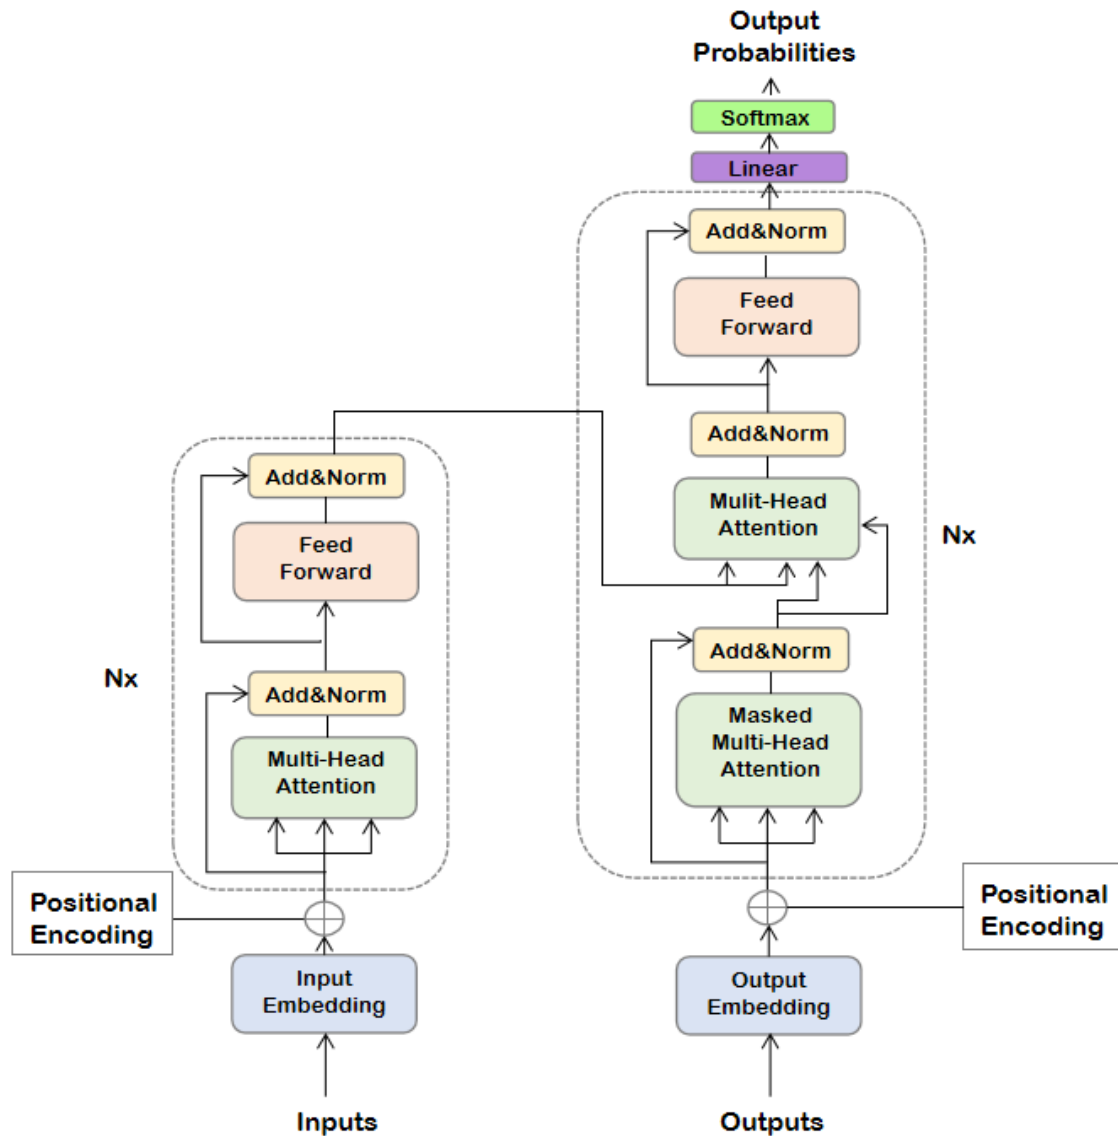 Output
Probabilities
Softmax
Linear
Add&Norm
Feed
Forward
Add&Norm
Mulit-Head
Attention
Nx
Add&Norm
Masked
Multi-Head
Attention
Positional
Encoding
Output
Embedding
Outputs
Add&Norm
Feed
Forward
Nx
Add&Norm
Multi-Head
Attention
Positional
Encoding
Input
Embedding
Inputs